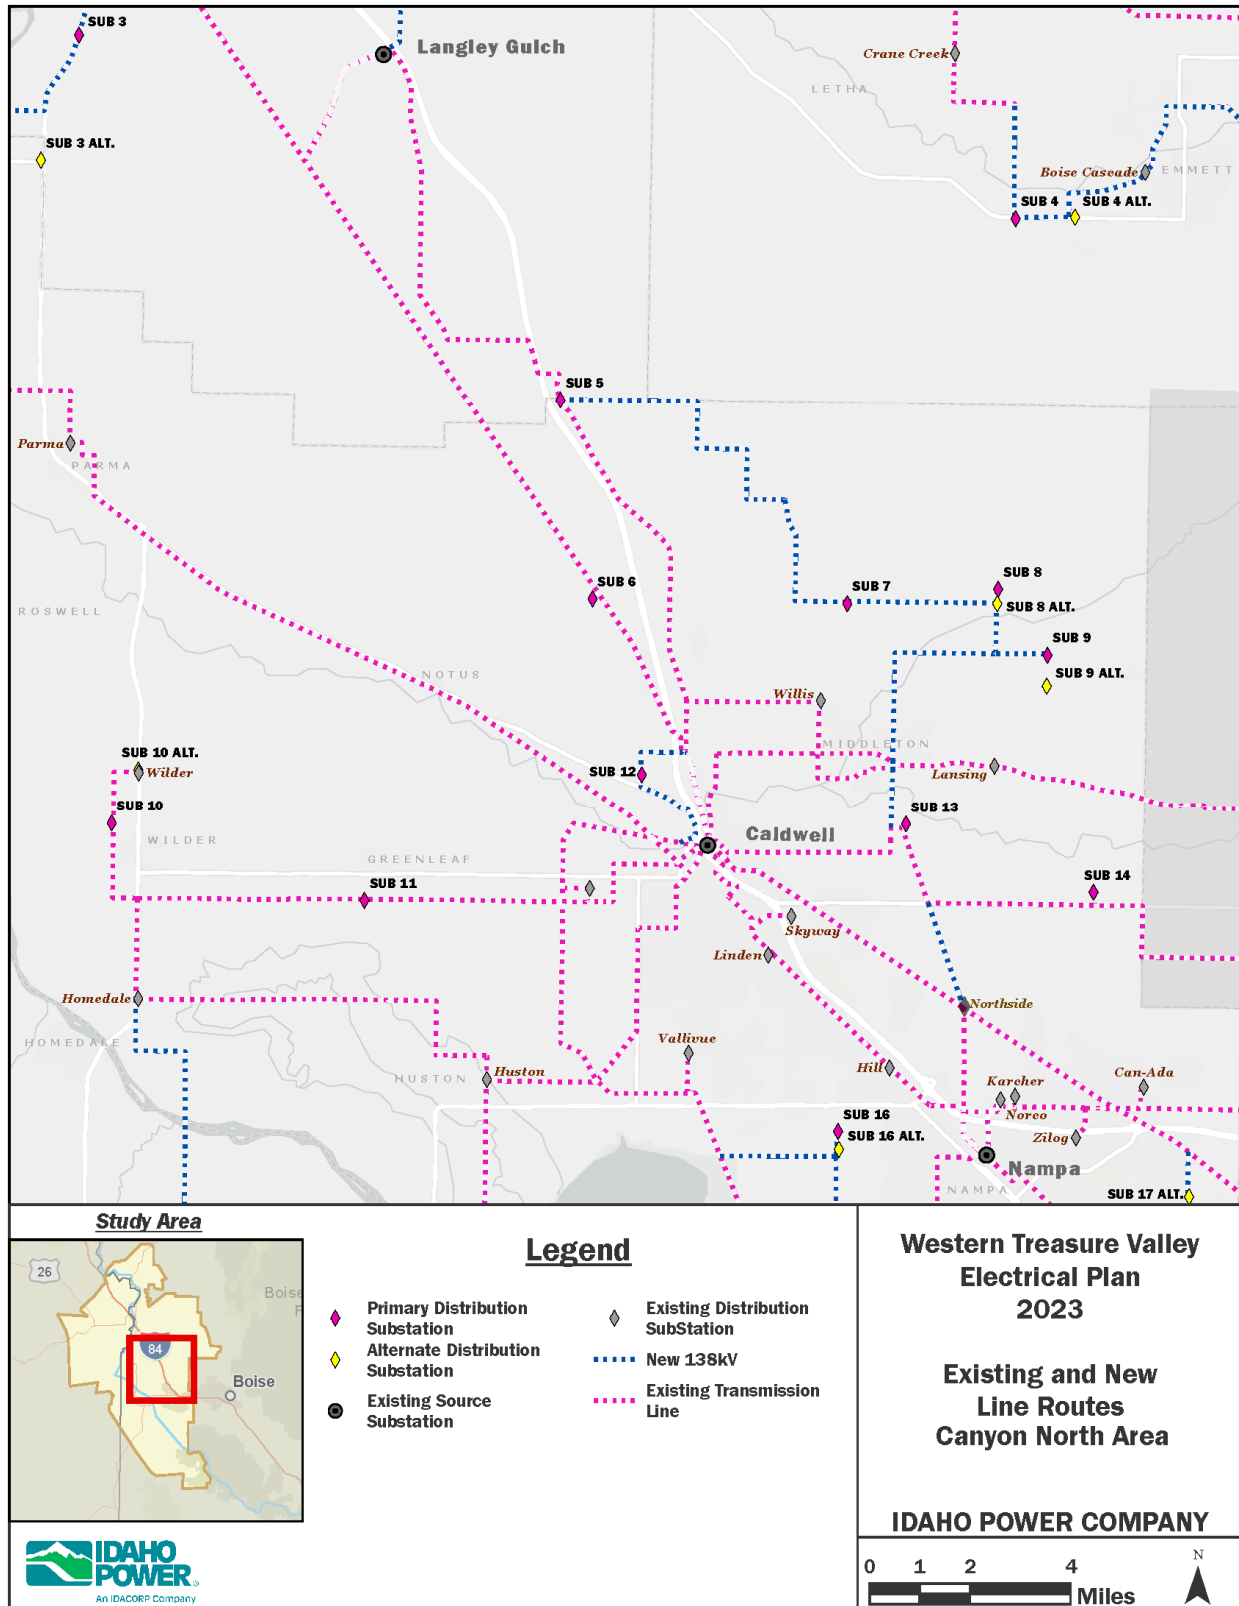 SUB 3
Langley Gulch
Crane Creek
LETHA
SUB 3 ALT.
Boise Cascade
EMMETT
SUB 4
SUB 4 ALT.
SUB 5
Parma
PARMA
SUB 6
SUB 7
SUB 8
SUB 8 ALT.
ROSWELL
SUB 9
SUB 9 ALT.
NOTUS
Willis
MIDDLETON
SUB 10 ALT.
Wilder
SUB 12
Lansing
SUB 10
SUB 13
WILDER
Caldwell
GREENLEAF
SUB 11
SUB 14
Skyway
Linden
Homedale
Northside
HOMEDALE
Vallivue
Huston
HUSTON
Hill
Karcher
Can-Ada
Norco
SUB 16
SUB 16 ALT.
Zilog
Nampa
NAMPA
SUB 17 ALT.
Study Area
26
84
Boise
Boise
Legend
Primary Distribution
Substation
Alternate Distribution
Substation
Existing Source
Substation
Existing Distribution
SubStation
New 138kV
Existing Transmission
Line
Western Treasure Valley
Electrical Plan
2023
Existing and New
Line Routes
Canyon North Area
IDAHO POWER COMPANY
0 1 2 4
Miles
N
IDAHO
POWER®
An IDACORP Company